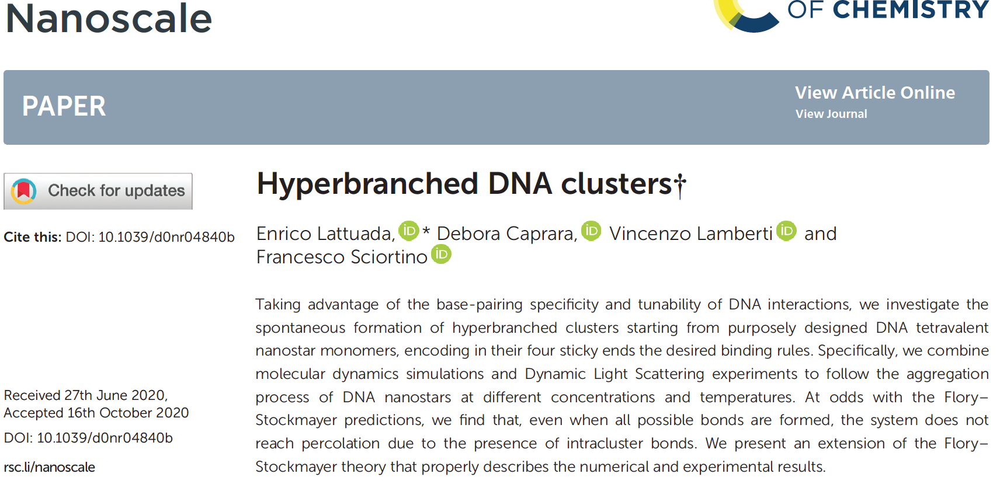 Nanoscale
OF CHEMISTRY
PAPER
View Article Online
View Journal
Check for updates
Cite this: DOI: 10.1039/d0nr04840b
Hyperbranched DNA clusters†
Enrico Lattuada, iD * Debora Caprara, iD Vincenzo Lamberti iD and
Francesco Sciortino iD
Taking advantage of the base-pairing specificity and tunability of DNA interactions, we investigate the
spontaneous formation of hyperbranched clusters starting from purposely designed DNA tetravalent
nanostar monomers, encoding in their four sticky ends the desired binding rules. Specifically, we combine
molecular dynamics simulations and Dynamic Light Scattering experiments to follow the aggregation
process of DNA nanostars at different concentrations and temperatures. At odds with the Flory–
Stockmayer predictions, we find that, even when all possible bonds are formed, the system does not
reach percolation due to the presence of intracluster bonds. We present an extension of the Flory–
Stockmayer theory that properly describes the numerical and experimental results.
Received 27th June 2020,
Accepted 16th October 2020
DOI: 10.1039/d0nr04840b
rsc.li/nanoscale